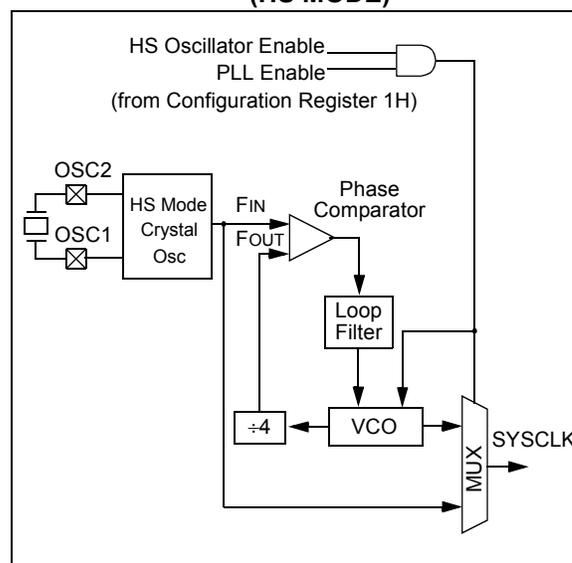 (HS MODE)
HS Oscillator Enable
PLL Enable
(from Configuration Register 1H)
OSC2
OSC1
HS Mode
Crystal
Osc
FIN
FOUT
Phase
Comparator
Loop
Filter
÷4
VCO
MUX
SYSCLK